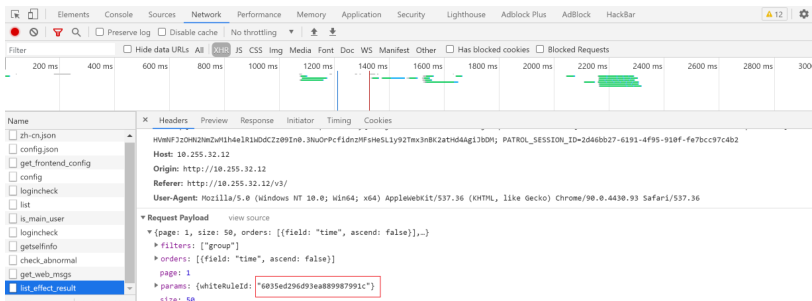 Elements Console Sources Network Performance Memory Application Security Lighthouse Adblock Plus AdBlock HackBar 12
Preserve log Disable cache No throttling
Filter Hide data URLs All XHR JS CSS Img Media Font Doc WS Manifest Other Has blocked cookies Blocked Requests
200 ms 400 ms 600 ms 800 ms 1000 ms 1200 ms 1400 ms 1600 ms 1800 ms 2000 ms 2200 ms 2400 ms 2600 ms 2800 ms 300
Name × Headers Preview Response Initiator Timing Cookies
zh-cn.json
config.json
get_frontend_config
config
logincheck
list
is_main_user
logincheck
getselfinfo
check_abnormal
get_web_msgs
list_effect_result
HVmNFJzOHN2NmZwM1h4elR1WDdCZz09In0.3NuOrPcfidnzMFsHeSL1y92Tmx3nBK2atHd4AgiJbDM; PATROL_SESSION_ID=2d46bb27-6191-4f95-910f-fe7bcc97c4b2
Host: 10.255.32.12
Origin: http://10.255.32.12
Referer: http://10.255.32.12/v3/
User-Agent: Mozilla/5.0 (Windows NT 10.0; Win64; x64) AppleWebKit/537.36 (KHTML, like Gecko) Chrome/90.0.4430.93 Safari/537.36
Request Payload view source
{page: 1, size: 50, orders: [{field: "time", ascend: false}],…}
filters: ["group"]
orders: [{field: "time", ascend: false}]
page: 1
params: {whiteRuleId: "6035ed296d93ea889987991c"}
size: 50